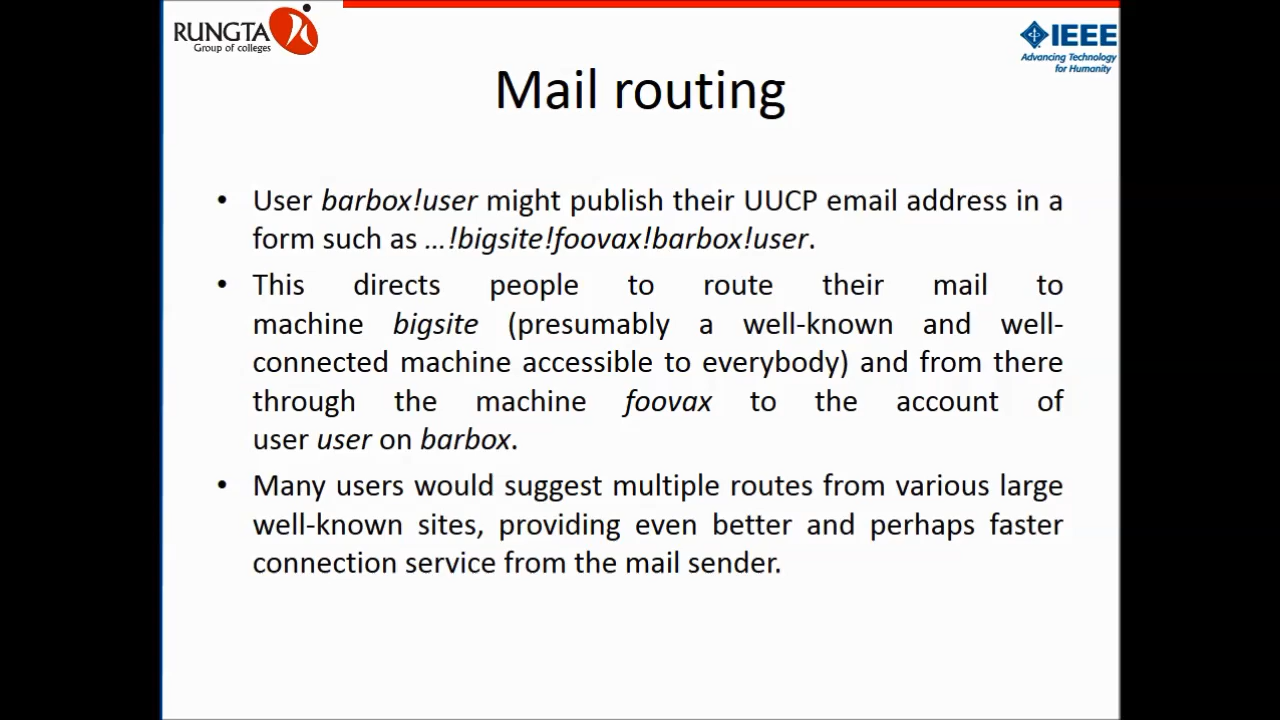 RUNGTA
Group of colleges
IEEE
Advancing Technology
for Humanity
Mail routing
• User barbox!user might publish their UUCP email address in a
form such as …!bigsite!foovax!barbox!user.
• This directs people to route their mail to
machine bigsite (presumably a well-known and well-
connected machine accessible to everybody) and from there
through the machine foovax to the account of
user user on barbox.
• Many users would suggest multiple routes from various large
well-known sites, providing even better and perhaps faster
connection service from the mail sender.